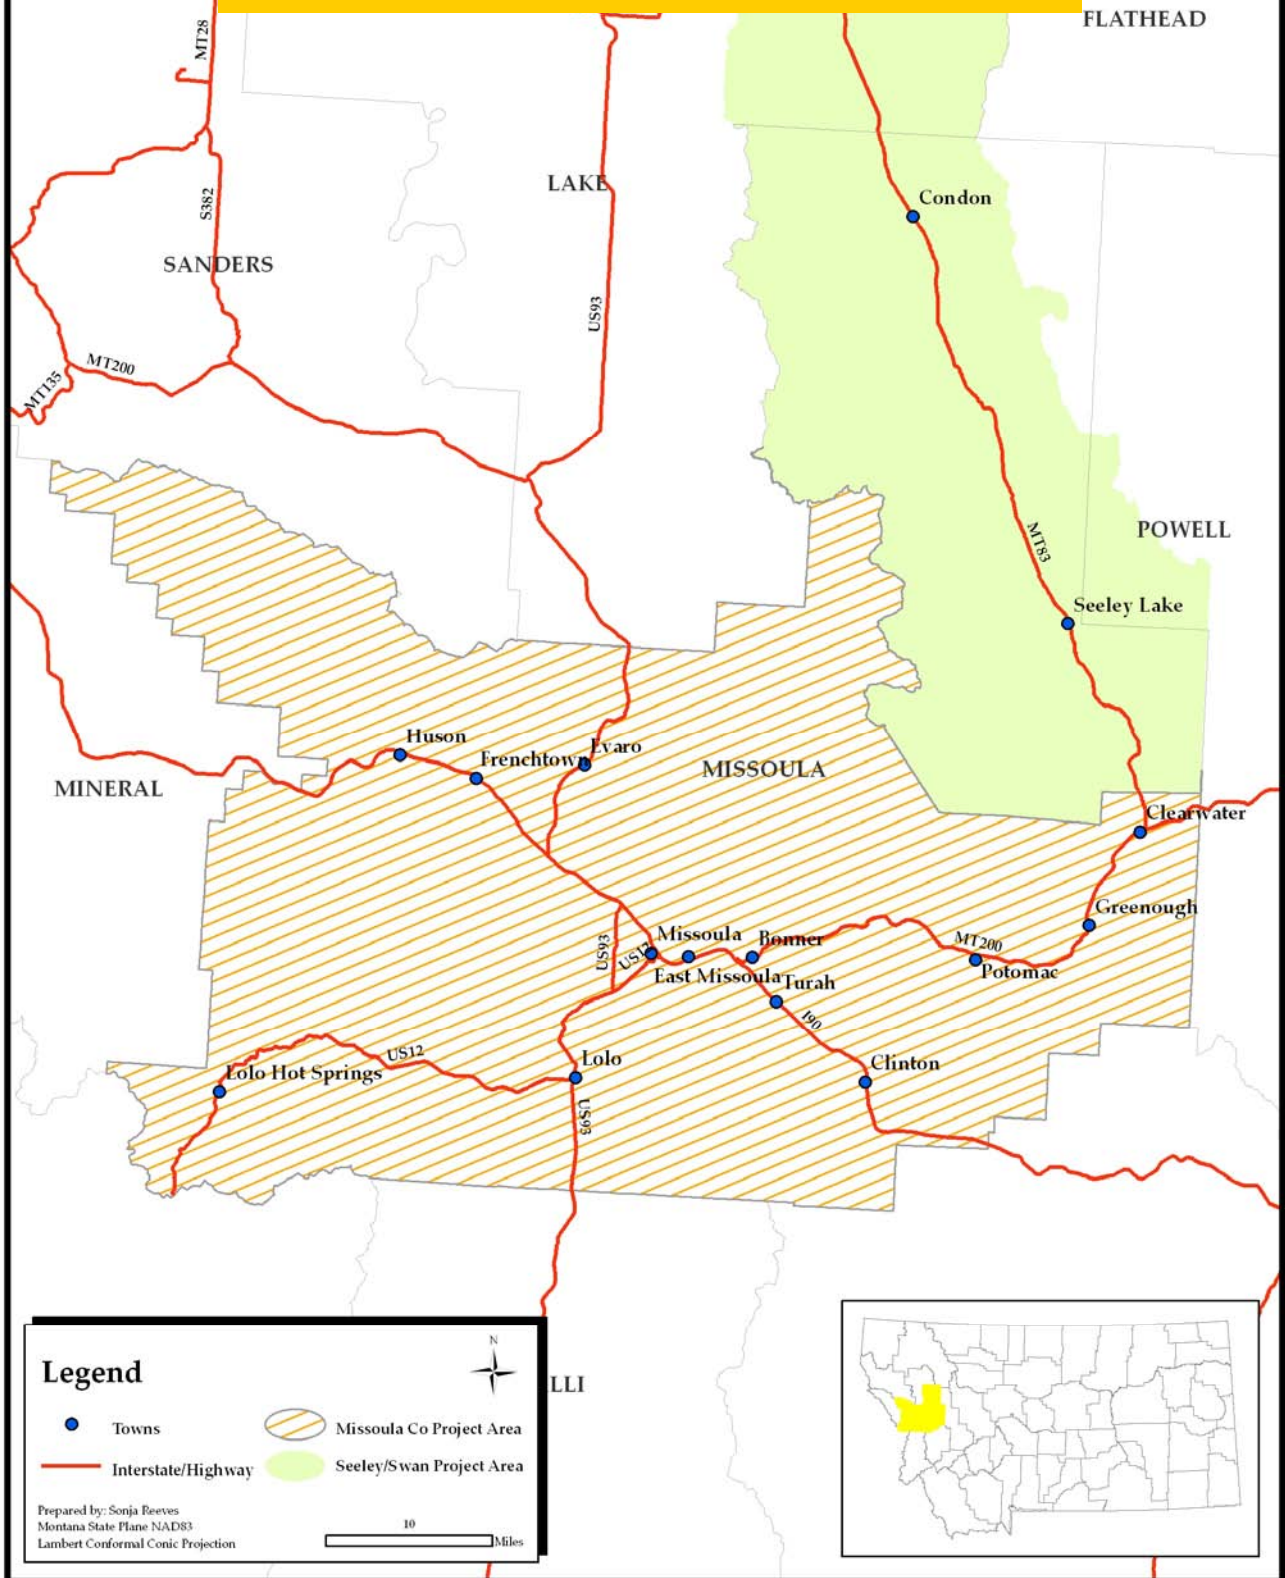 FLATHEAD
MT28
LAKE
Condon
S382
SANDERS
US93
MT200
MT135
MT83
POWELL
Seeley Lake
Huson
Evaro
Frenchtown
MISSOULA
MINERAL
Clearwater
Greenough
Missoula
Bonner
US93
US12
MT200
East Missoula
Potomac
Turah
I90
US12
Lolo
Clinton
Lolo Hot Springs
US93
LLI
N
Legend
Towns
Missoula Co Project Area
Interstate/Highway
Seeley/Swan Project Area
Prepared by: Sonja Reeves
Montana State Plane NAD83
Lambert Conformal Conic Projection
10
Miles